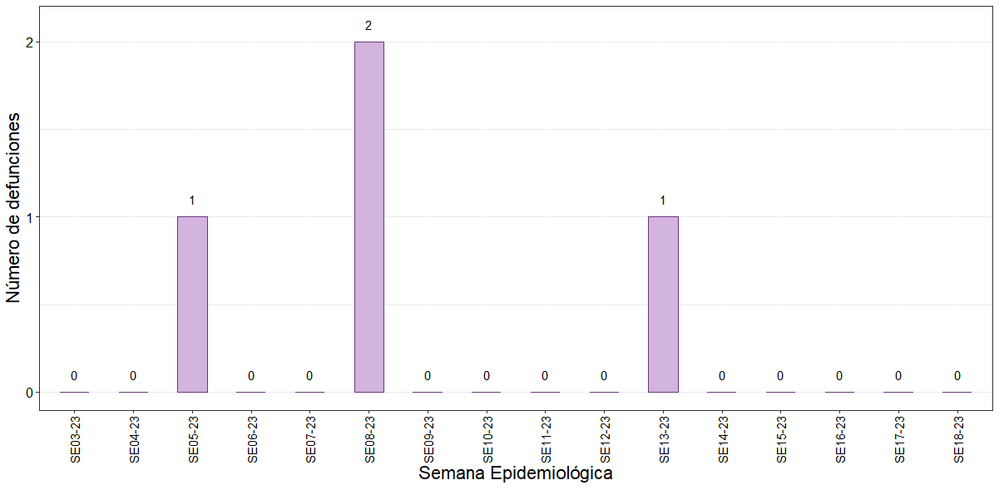 Número de defunciones
2
1
0
0
0
1
0
0
2
0
0
0
0
1
0
0
0
0
0
SE03-23
SE04-23
SE05-23
SE06-23
SE07-23
SE08-23
SE09-23
SE10-23
SE11-23
SE12-23
SE13-23
SE14-23
SE15-23
SE16-23
SE17-23
SE18-23
Semana Epidemiológica